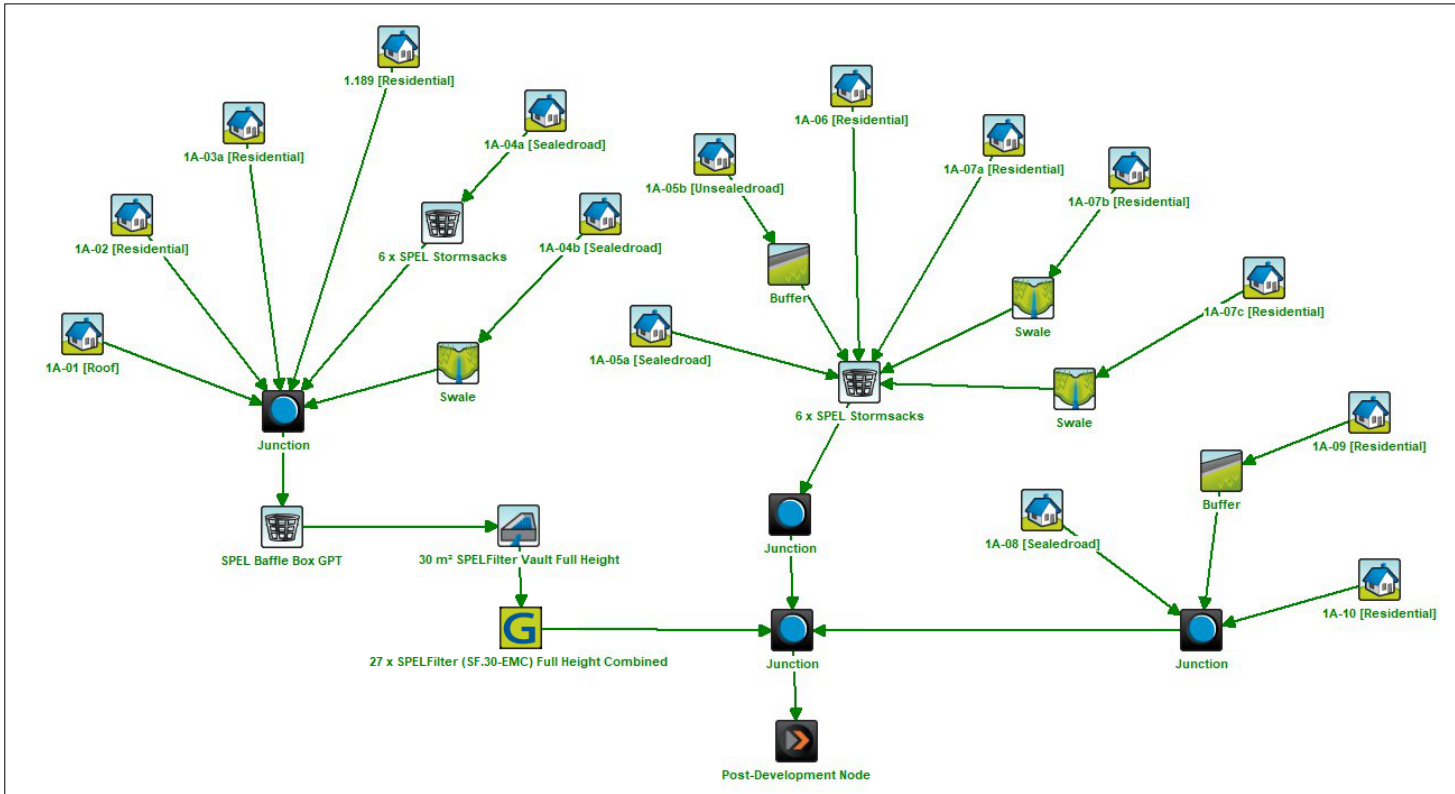 1.189 [Residential]
1A-04a [Sealedroad]
1A-03a [Residential]
1A-02 [Residential]
6 x SPEL Stormsacks
1A-04b [Sealedroad]
1A-01 [Roof]
Swale
Junction
SPEL Baffle Box GPT
30 m² SPELFilter Vault Full Height
27 x SPELFilter (SF.30-EMC) Full Height Combined
G
1A-06 [Residential]
1A-05b [Unsealedroad]
1A-07a [Residential]
1A-07b [Residential]
Buffer
1A-07c [Residential]
Swale
1A-05a [Sealedroad]
6 x SPEL Stormsacks
Swale
Junction
1A-09 [Residential]
Buffer
1A-08 [Sealedroad]
1A-10 [Residential]
Junction
Junction
Post-Development Node